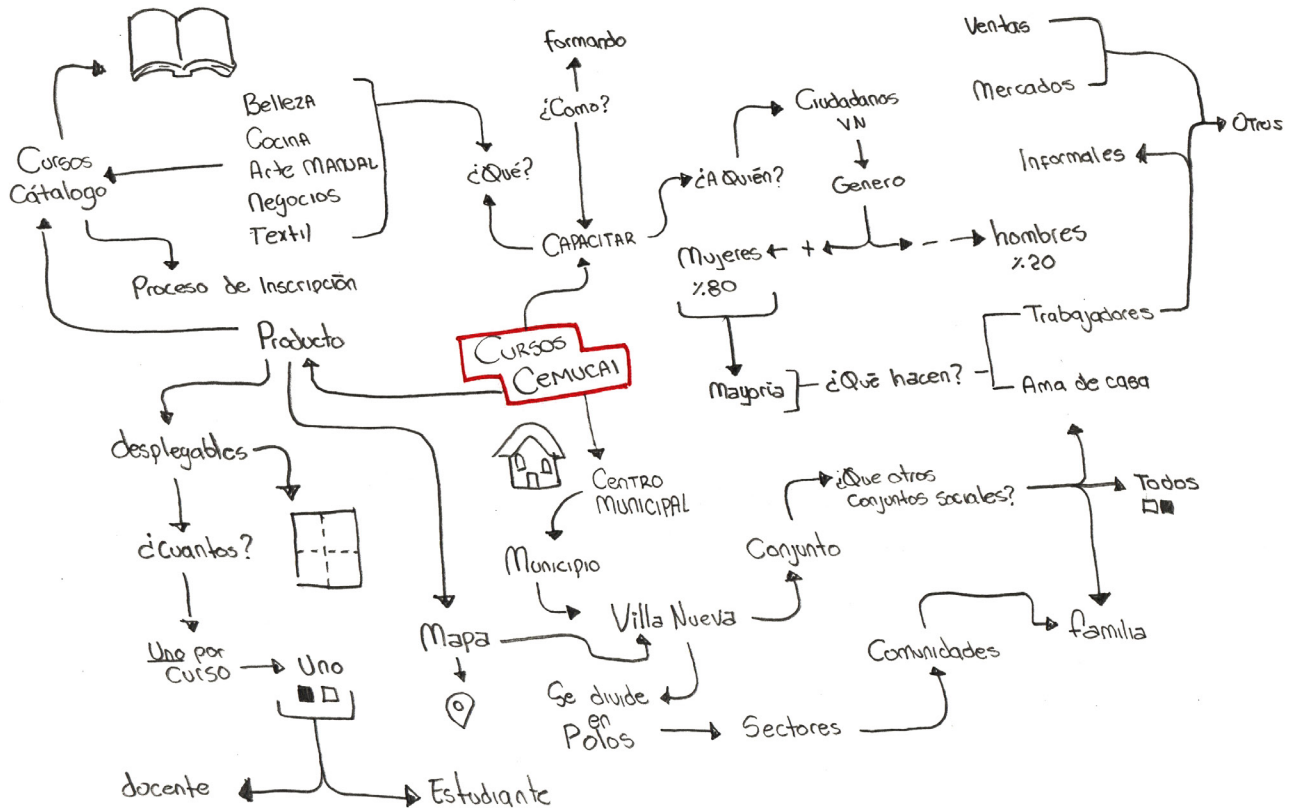 formando
¿Como?
Ventas
Mercados
Otros
Informales
Ciudadanos
VN
Genero
¿A Quién?
¿Qué?
Belleza
Cocina
Arte MANUAL
Negocios
Textil
Cursos
Cátalogo
Proceso de Inscripción
CAPACITAR
Mujeres
%80
+
-
hombres
%20
Producto
CURSOS
CEMUCAI
Trabajadores
Mayoría
¿Qué hacen?
Ama de casa
desplegables
¿Cuantos?
Uno por
curso
Uno
docente
Estudiante
CENTRO
MUNICIPAL
Municipio
Villa Nueva
Mapa
Se divide
en
Polos
Sectores
Comunidades
familia
Conjunto
¿Que otros
conjuntos sociales?
Todos